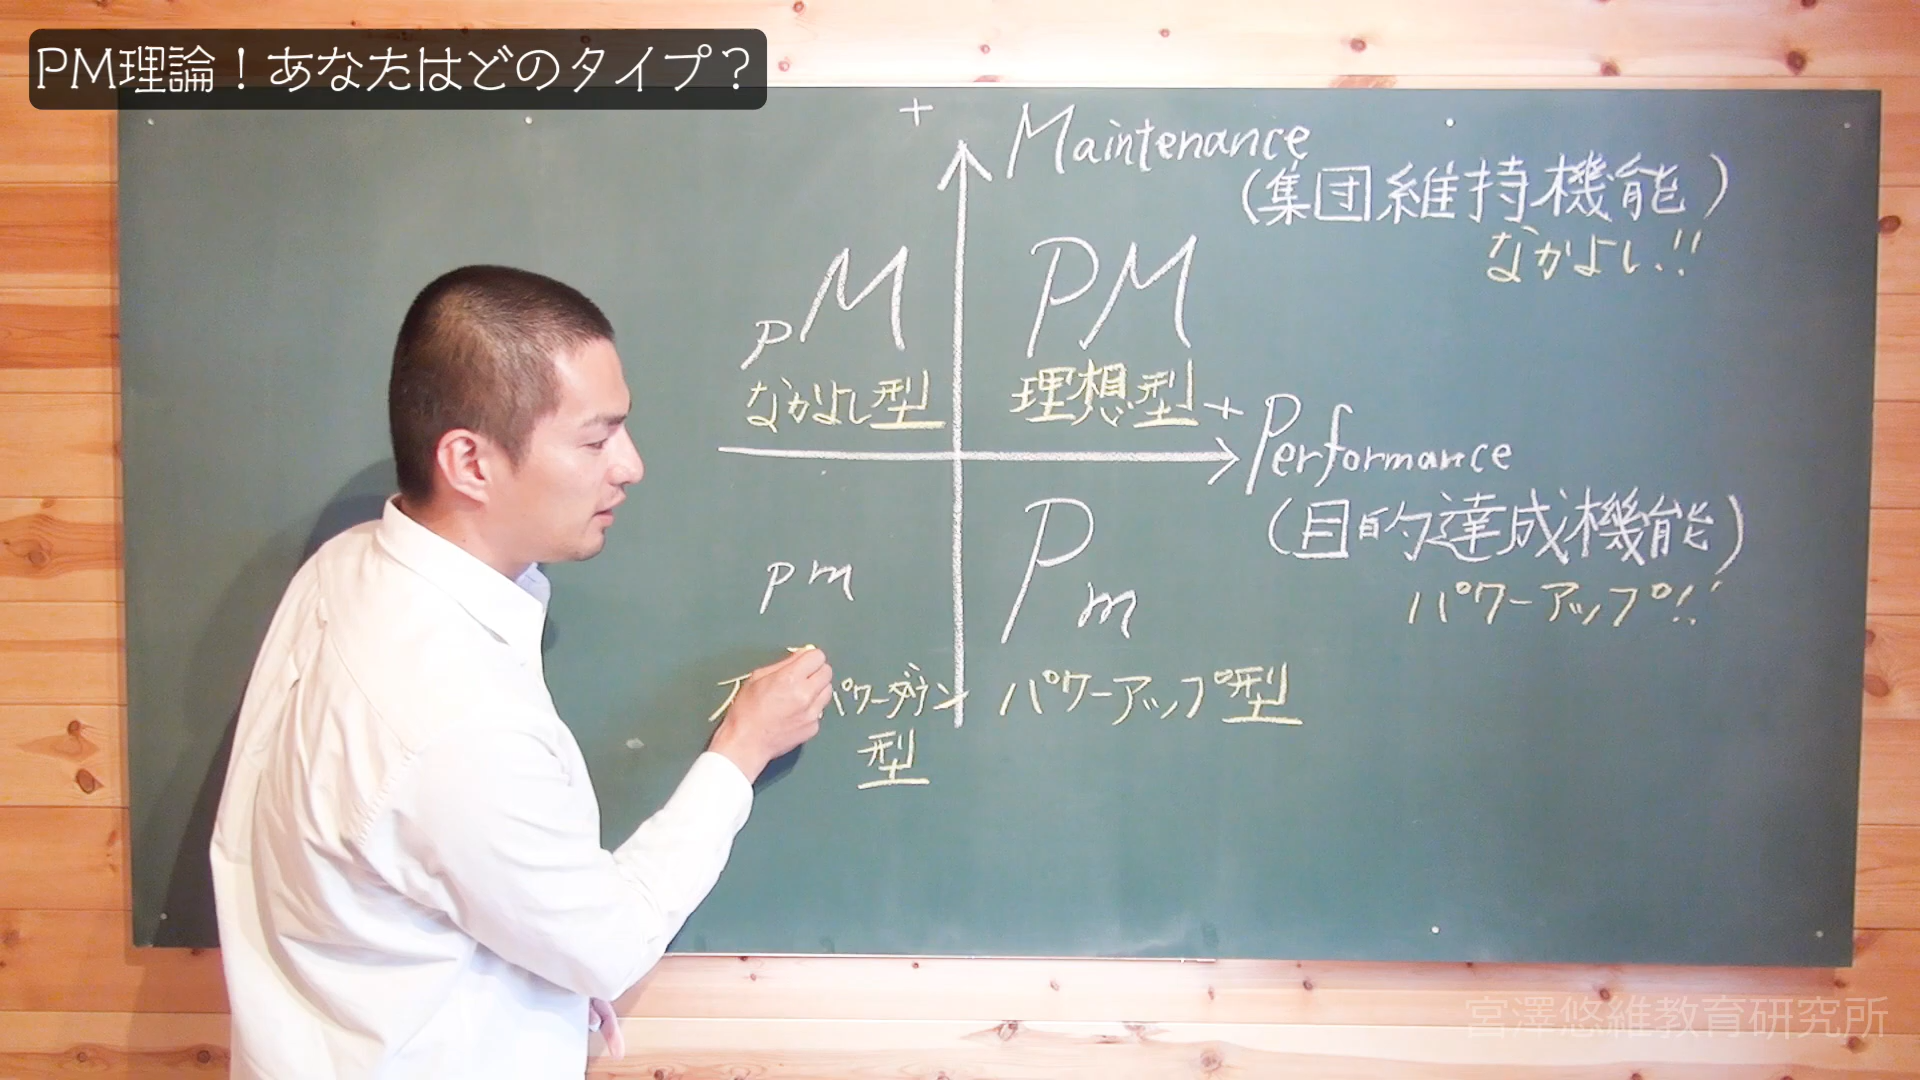 PM理論！あなたはどのタイプ？
+
Maintenance
(集団維持機能)
なかよし!!
pM
PM
なかよし型
理想型
+
Performance
(目的達成機能)
パワーアップ!!
pm
Pm
パワーダウン
型
パワーアップ型
宮澤悠維教育研究所